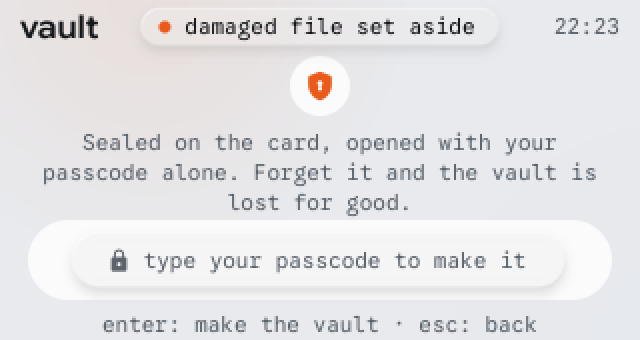 vault
damaged file set aside
22:23
Sealed on the card, opened with your
passcode alone. Forget it and the vault is
lost for good.
type your passcode to make it
enter: make the vault · esc: back